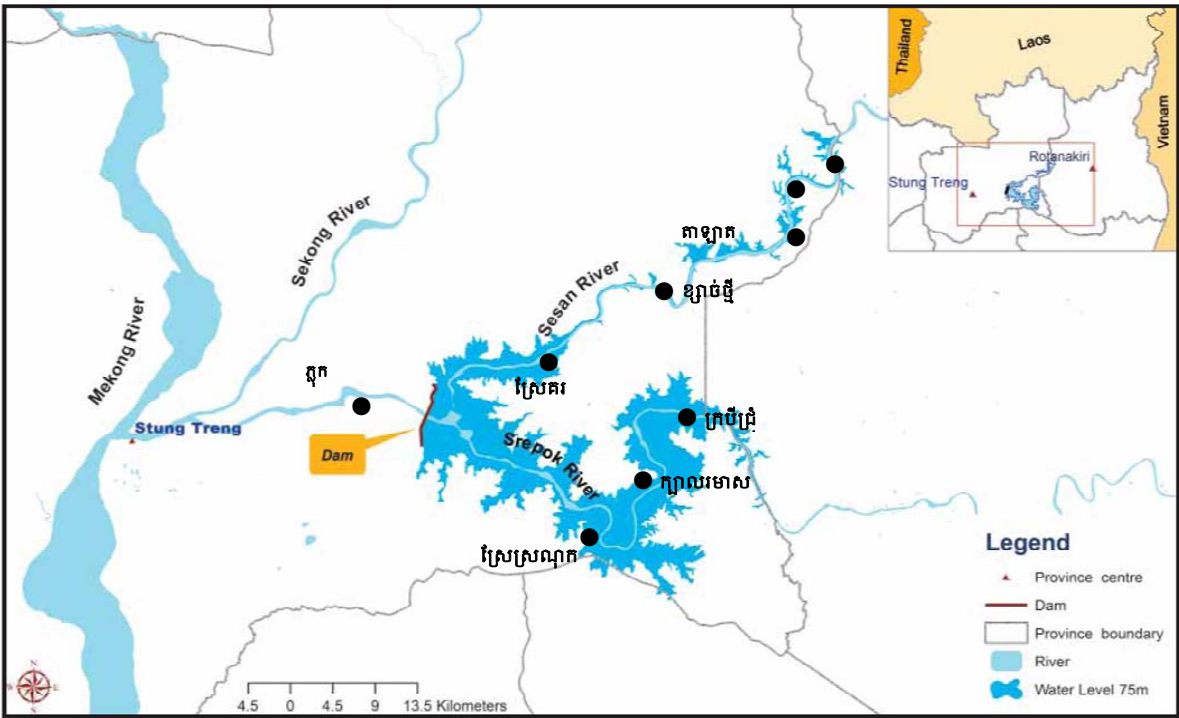 Thailand
Laos
Vietnam
Rotanakiri
Stung Treng
Sekong River
Mekong River
Sesan River
តាឡាត
ខ្សាច់ថ្មី
ភ្លុក
ស្រែគរ
Stung Treng
Dam
Srepok River
ក្របីជ្រុំ
ក្បាលរមាស
ស្រែស្រណុក
Legend
Province centre
Dam
Province boundary
River
Water Level 75m
N
E
4.5 0 4.5 9 13.5 Kilometers